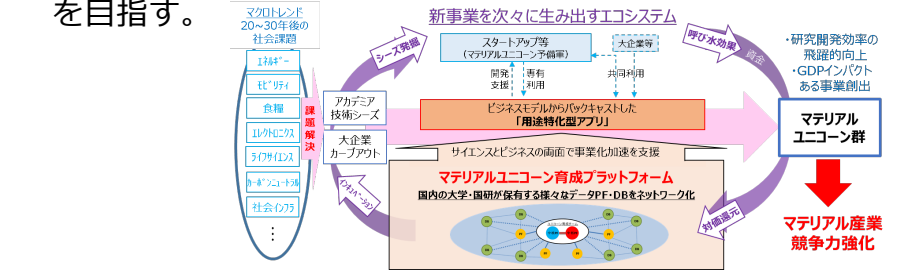 を目指す。
マクロトレンド
20~30年後の
社会課題
エネルギー
モビリティ
食糧
エレクトロニクス
ライフサイエンス
カーボンニュートラル
社会インフラ
⋮
課題解決
新事業を次々に生み出すエコシステム
シーズ発掘
アカデミア
技術シーズ
大企業
カーブアウト
インキュベーション
スタートアップ等
(マテリアルユニコーン予備軍)
大企業等
開発
支援
専有
利用
共同利用
ビジネスモデルからバックキャストした
「用途特化型アプリ」
サイエンスとビジネスの両面で事業化加速を支援
マテリアルユニコーン育成プラットフォーム
国内の大学・国研が保有する様々なデータPF・DBをネットワーク化
呼び水効果
資金
対価還元
・研究開発効率の
飛躍的向上
・GDPインパクト
ある事業創出
マテリアル
ユニコーン群
マテリアル産業
競争力強化